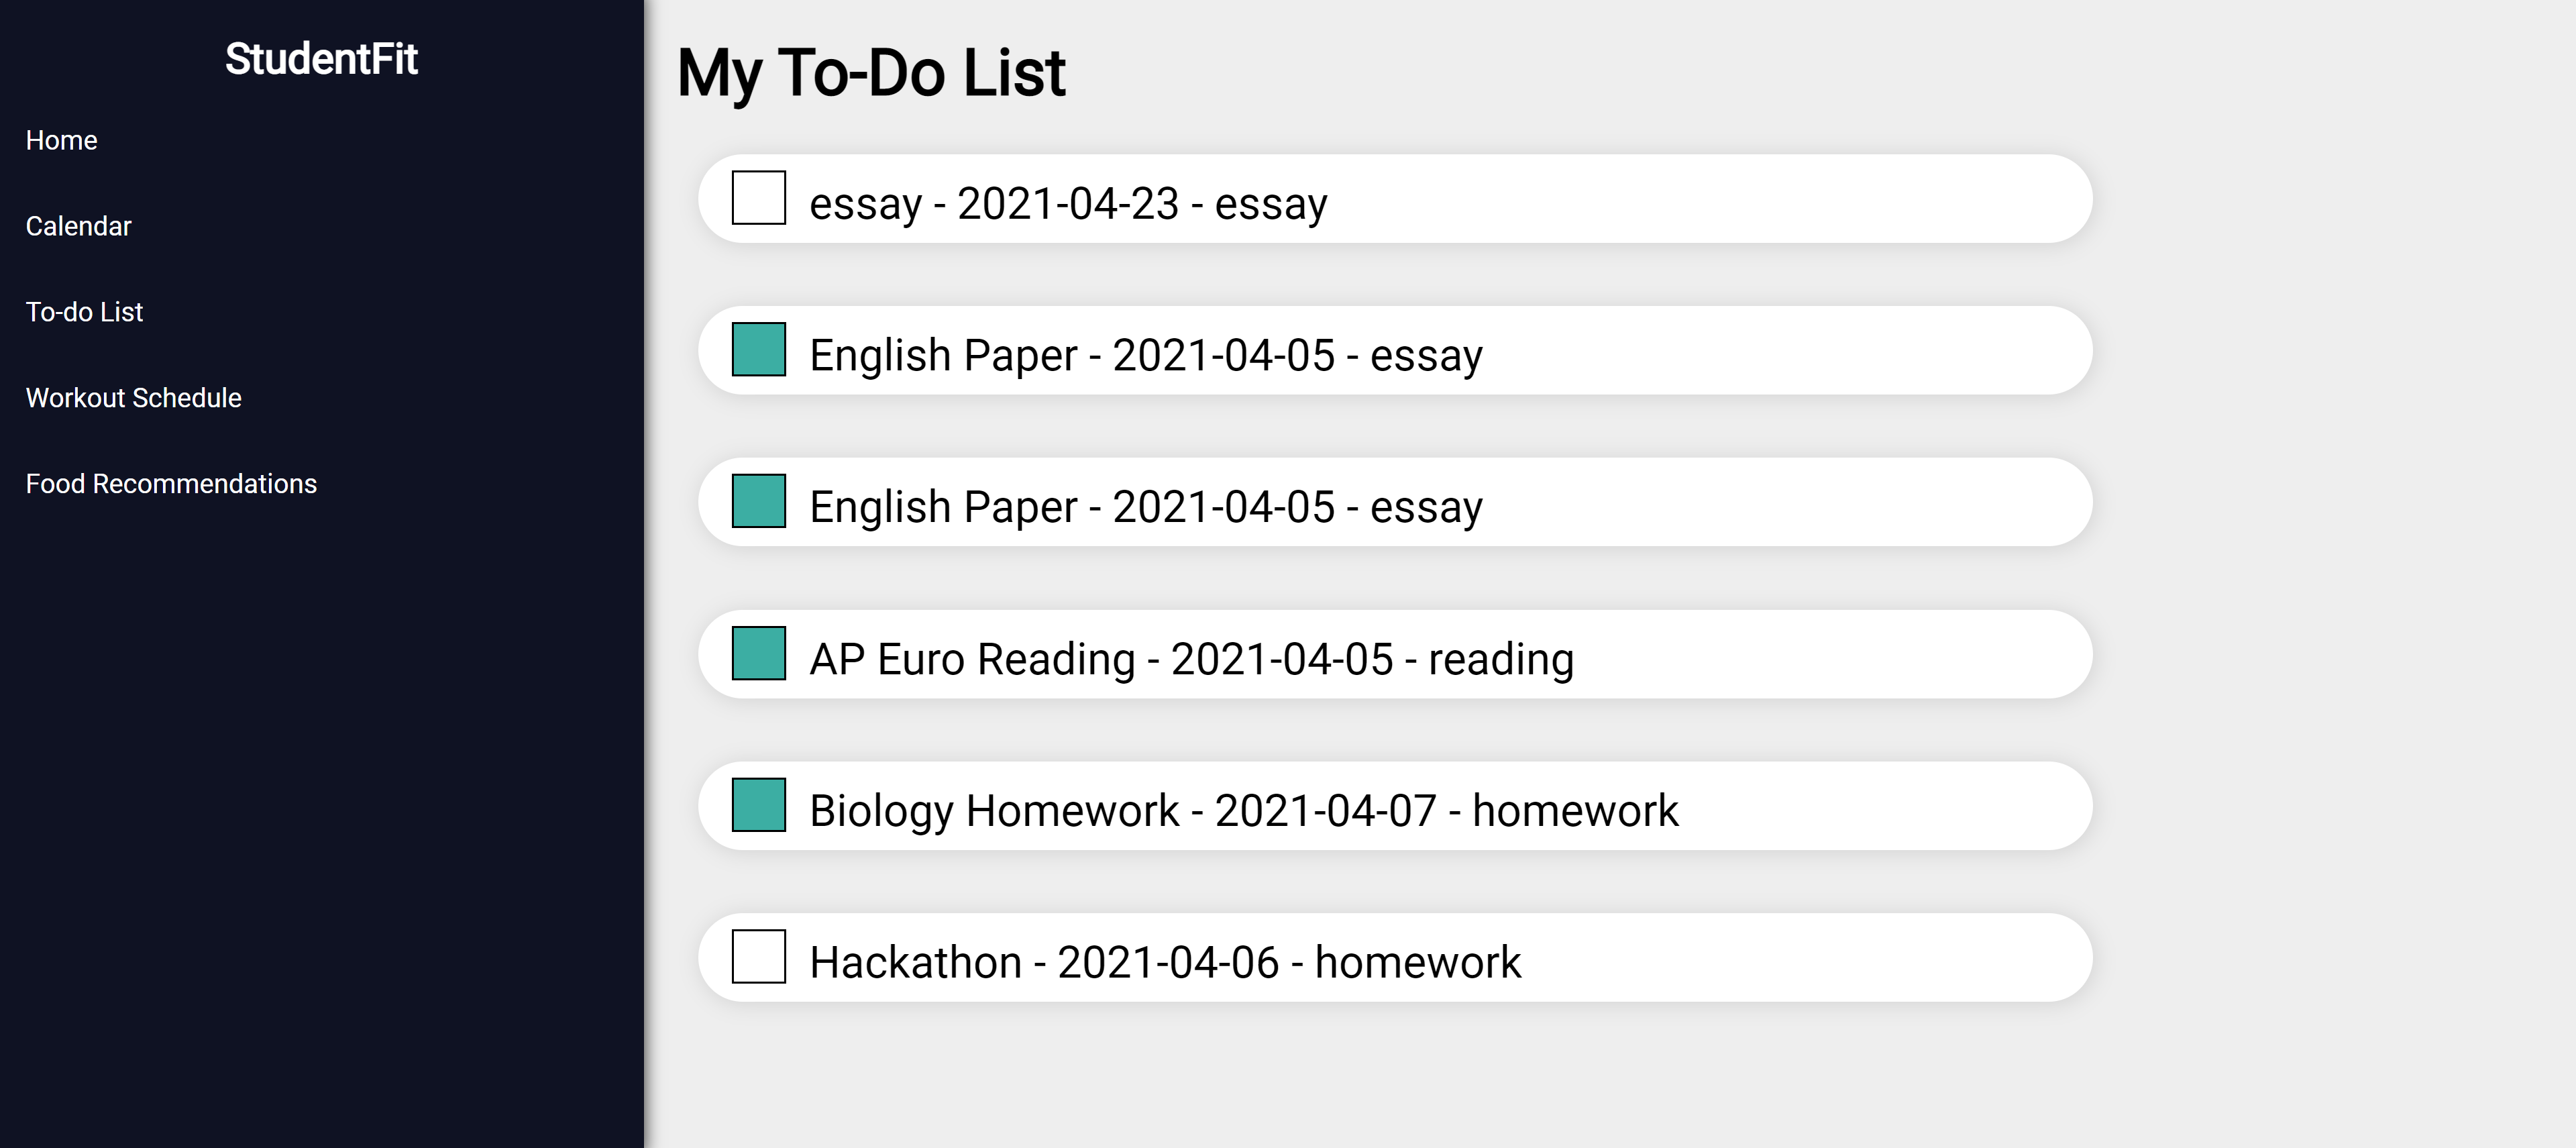 StudentFit
Home
Calendar
To-do List
Workout Schedule
Food Recommendations
My To-Do List
essay - 2021-04-23 - essay
English Paper - 2021-04-05 - essay
English Paper - 2021-04-05 - essay
AP Euro Reading - 2021-04-05 - reading
Biology Homework - 2021-04-07 - homework
Hackathon - 2021-04-06 - homework